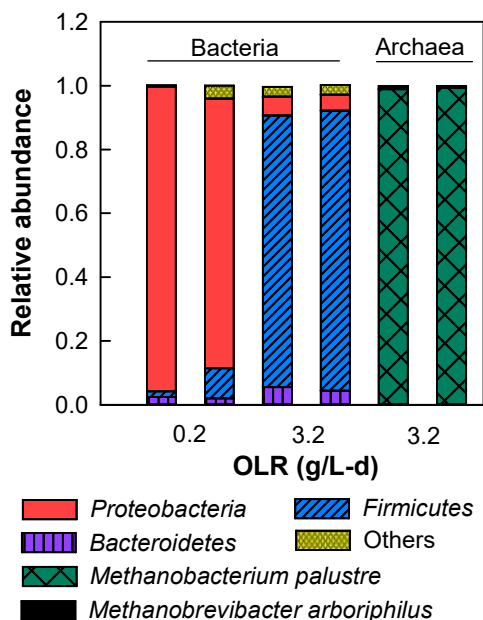 1.2
Bacteria
Archaea
1.0
0.8
0.6
0.4
0.2
0.0
Relative abundance
0.2
3.2
3.2
OLR (g/L-d)
Proteobacteria
Firmicutes
Bacteroidetes
Others
Methanobacterium palustre
Methanobrevibacter arboriphilus